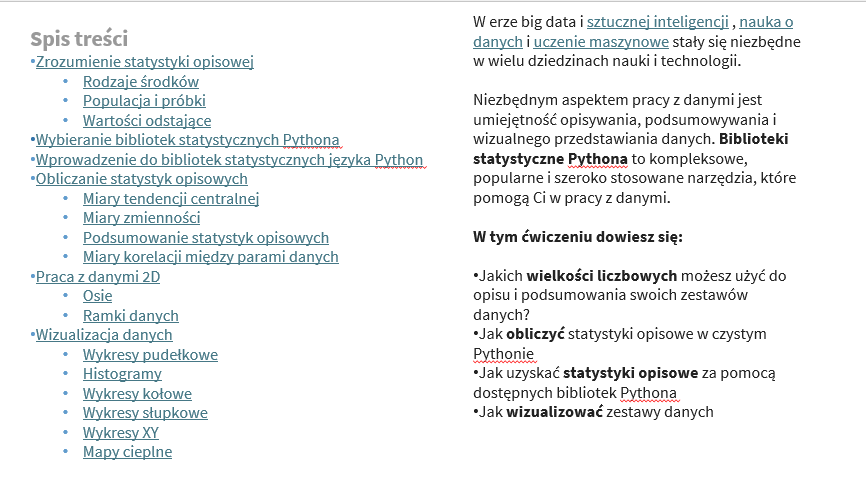 Spis treści
•Zrozumienie statystyki opisowej
• Rodzaje środków
• Populacja i próbki
• Wartości odstające
•Wybieranie bibliotek statystycznych Pythona
•Wprowadzenie do bibliotek statystycznych języka Python
•Obliczanie statystyk opisowych
• Miary tendencji centralnej
• Miary zmienności
• Podsumowanie statystyk opisowych
• Miary korelacji między parami danych
•Praca z danymi 2D
• Osie
• Ramki danych
•Wizualizacja danych
• Wykresy pudełkowe
• Histogramy
• Wykresy kołowe
• Wykresy słupkowe
• Wykresy XY
• Mapy cieplne
W erze big data i sztucznej inteligencji , nauka o
danych i uczenie maszynowe stały się niezbędne
w wielu dziedzinach nauki i technologii.
Niezbędnym aspektem pracy z danymi jest
umiejętność opisywania, podsumowywania i
wizualnego przedstawiania danych. Biblioteki
statystyczne Pythona to kompleksowe,
popularne i szeroko stosowane narzędzia, które
pomogą Ci w pracy z danymi.
W tym ćwiczeniu dowiesz się:
•Jakich wielkości liczbowych możesz użyć do
opisu i podsumowania swoich zestawów
danych?
•Jak obliczyć statystyki opisowe w czystym
Pythonie
•Jak uzyskać statystyki opisowe za pomocą
dostępnych bibliotek Pythona
•Jak wizualizować zestawy danych